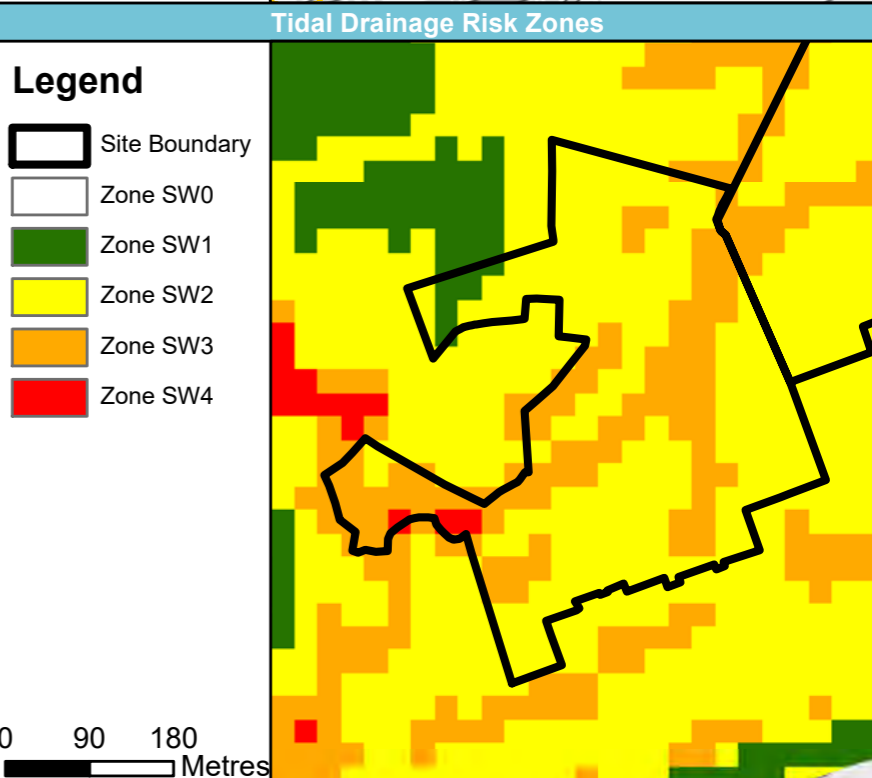 Tidal Drainage Risk Zones
Legend
Site Boundary
Zone SW0
Zone SW1
Zone SW2
Zone SW3
Zone SW4
0 90 180
Metres